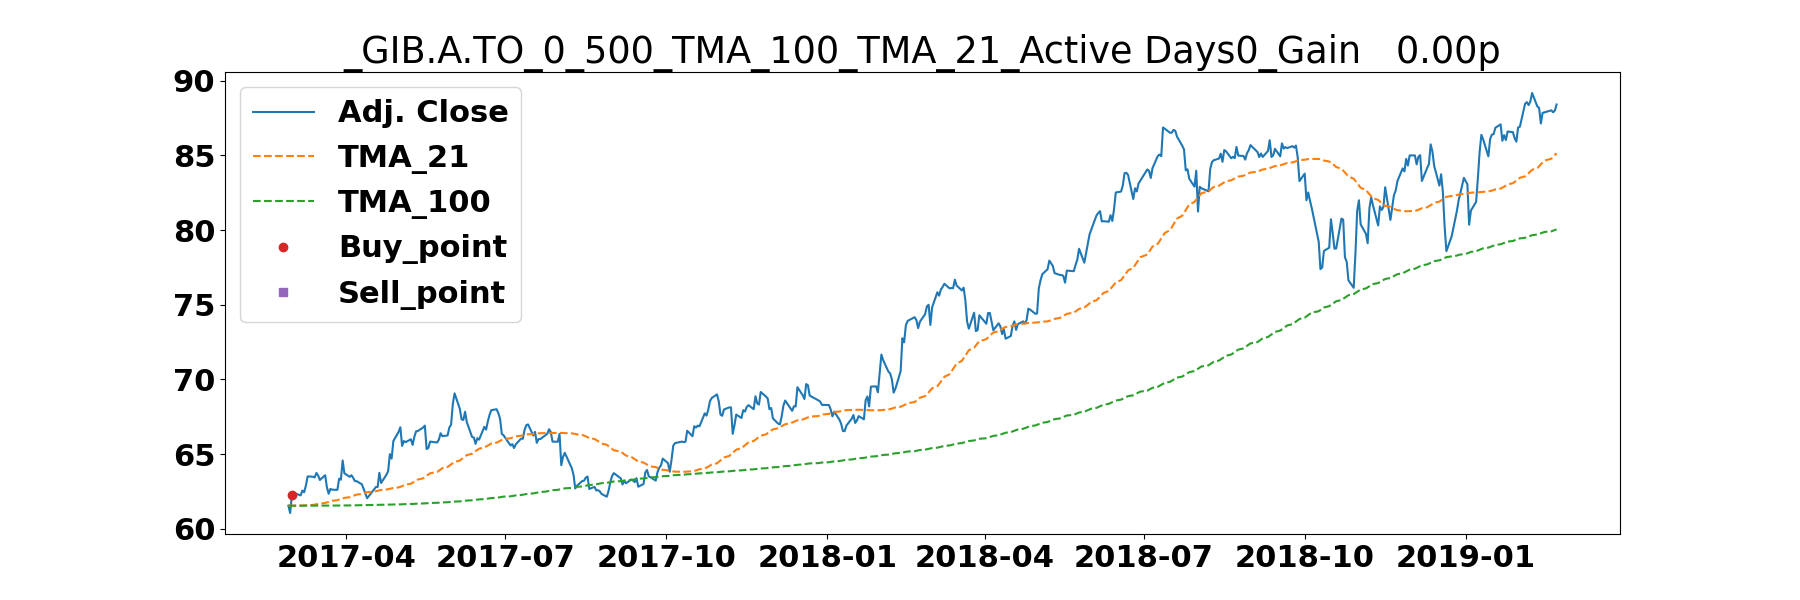 _GIB.A.TO_0_500_TMA_100_TMA_21_Active Days0_Gain   0.00p
90
85
80
75
70
65
60
Adj. Close
TMA_21
TMA_100
Buy_point
Sell_point
2017-04 2017-07 2017-10 2018-01 2018-04 2018-07 2018-10 2019-01